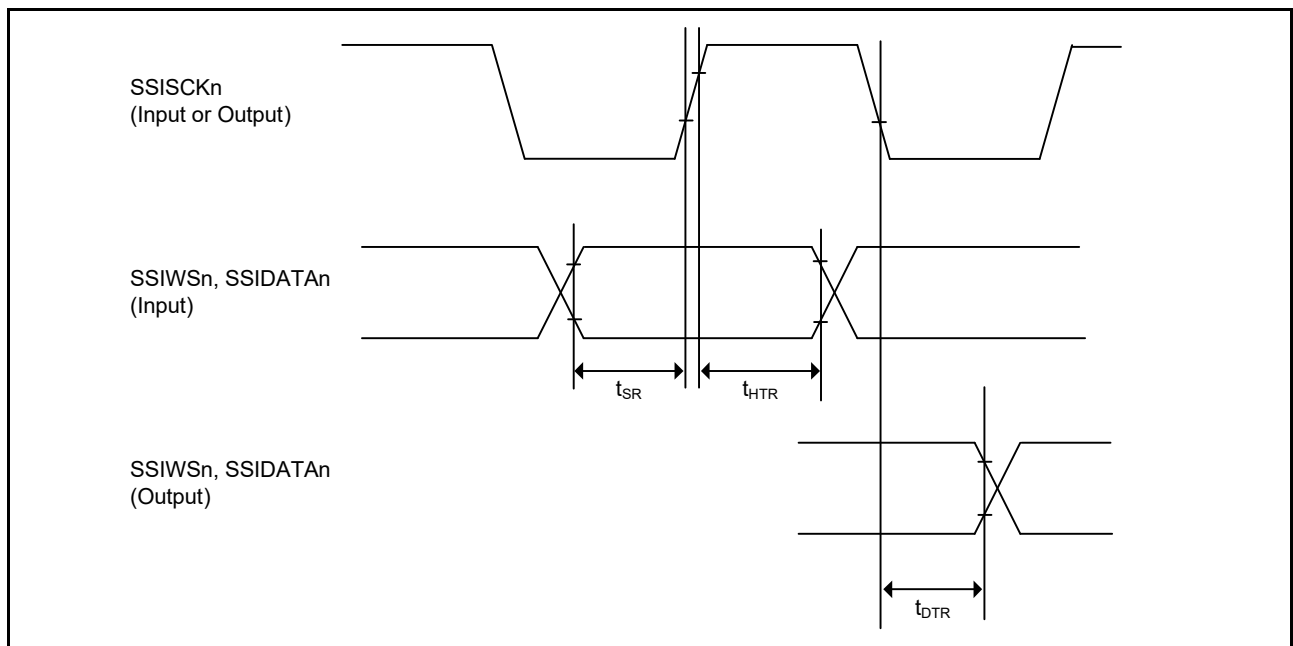 SSISCKn
(Input or Output)
SSIWSn, SSIDATAn
(Input)
tSR
tHTR
SSIWSn, SSIDATAn
(Output)
tDTR